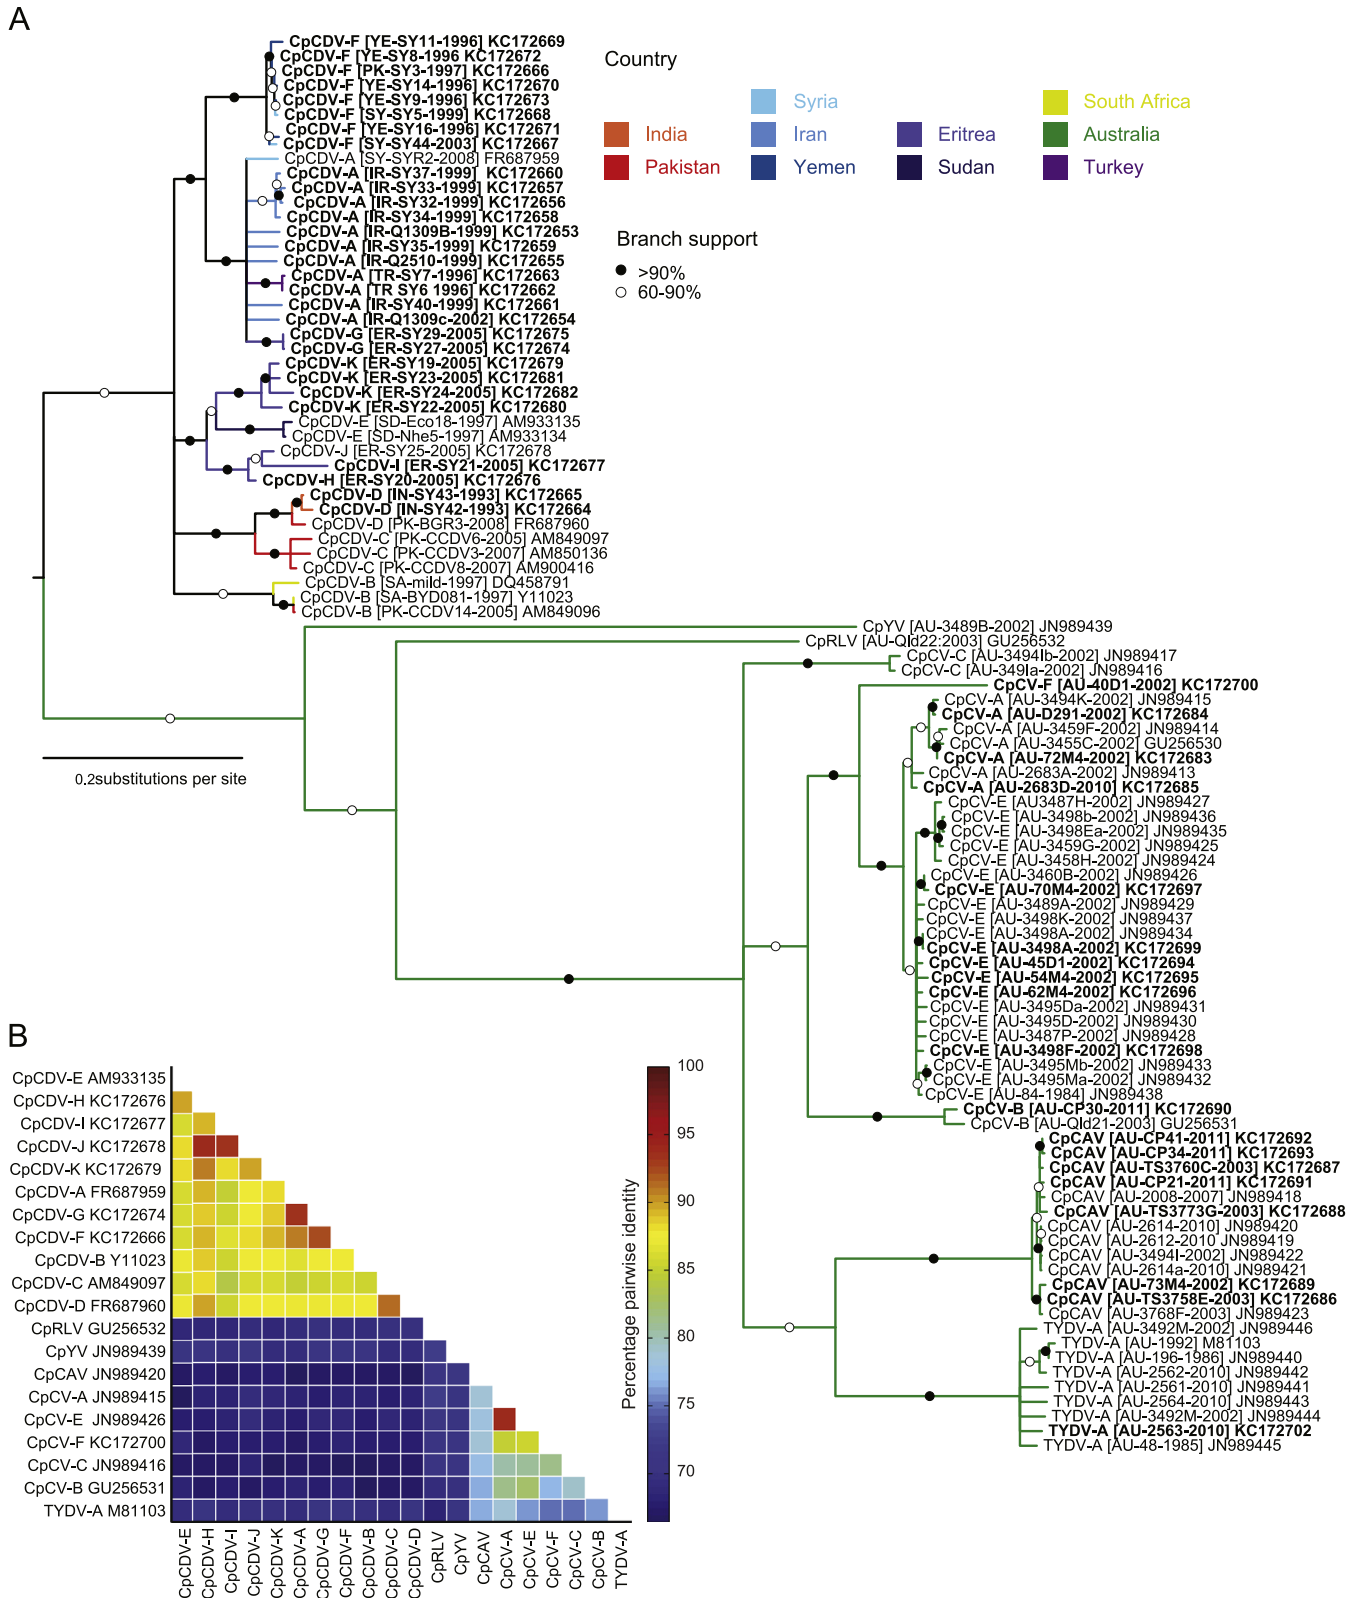 A
CpCDV-F [YE-SY11-1996] KC172669
CpCDV-F [YE-SY8-1996 KC172672
CpCDV-F [PK-SY3-1997] KC172666
CpCDV-F [YE-SY14-1996] KC172670
CpCDV-F [YE-SY9-1996] KC172673
CpCDV-F [SY-SY5-1999] KC172668
CpCDV-F [YE-SY16-1996] KC172671
CpCDV-F [SY-SY44-2003] KC172667
CpCDV-A [SY-SYR2-2008] FR687959
CpCDV-A [IR-SY37-1999] KC172660
CpCDV-A [IR-SY33-1999] KC172657
CpCDV-A [IR-SY32-1999] KC172656
CpCDV-A [IR-SY34-1999] KC172658
CpCDV-A [IR-Q1309B-1999] KC172653
CpCDV-A [IR-SY35-1999] KC172659
CpCDV-A [IR-Q2510-1999] KC172655
CpCDV-A [TR-SY7-1996] KC172663
CpCDV-A [TR SY6 1996] KC172662
CpCDV-A [IR-SY40-1999] KC172661
CpCDV-A [IR-Q1309c-2002] KC172654
CpCDV-G [ER-SY29-2005] KC172675
CpCDV-G [ER-SY27-2005] KC172674
CpCDV-K [ER-SY19-2005] KC172679
CpCDV-K [ER-SY23-2005] KC172681
CpCDV-K [ER-SY24-2005] KC172682
CpCDV-K [ER-SY22-2005] KC172680
CpCDV-E [SD-Eco18-1997] AM933135
CpCDV-E [SD-Nhe5-1997] AM933134
CpCDV-J [ER-SY25-2005] KC172678
CpCDV-I [ER-SY21-2005] KC172677
CpCDV-H [ER-SY20-2005] KC172676
CpCDV-D [IN-SY43-1993] KC172665
CpCDV-D [IN-SY42-1993] KC172664
CpCDV-D [PK-BGR3-2008] FR687960
CpCDV-C [PK-CCDV6-2005] AM849097
CpCDV-C [PK-CCDV3-2007] AM850136
CpCDV-C [PK-CCDV8-2007] AM900416
CpCDV-B [SA-mild-1997] DQ458791
CpCDV-B [SA-BYD081-1997] Y11023
CpCDV-B [PK-CCDV14-2005] AM849096
Country
Syria South Africa
India Iran Eritrea Australia
Pakistan Yemen Sudan Turkey
Branch support
>90%
60-90%
CpYV [AU-3489B-2002] JN989439
CpRLV [AU-Qld22:2003] GU256532
CpCV-C [AU-3494Ib-2002] JN989417
CpCV-C [AU-349Ia-2002] JN989416
CpCV-F [AU-40D1-2002] KC172700
CpCV-A [AU-3494K-2002] JN989415
CpCV-A [AU-D291-2002] KC172684
CpCV-A [AU-3459F-2002] JN989414
CpCV-A [AU-3455C-2002] GU256530
CpCV-A [AU-72M4-2002] KC172683
CpCV-A [AU-2683A-2002] JN989413
CpCV-A [AU-2683D-2010] KC172685
CpCV-E [AU3487H-2002] JN989427
CpCV-E [AU-3498b-2002] JN989436
CpCV-E [AU-3498Ea-2002] JN989435
CpCV-E [AU-3459G-2002] JN989425
CpCV-E [AU-3458H-2002] JN989424
CpCV-E [AU-3460B-2002] JN989426
CpCV-E [AU-70M4-2002] KC172697
CpCV-E [AU-3489A-2002] JN989429
CpCV-E [AU-3498K-2002] JN989437
CpCV-E [AU-3498A-2002] JN989434
CpCV-E [AU-3498A-2002] KC172699
CpCV-E [AU-45D1-2002] KC172694
CpCV-E [AU-54M4-2002] KC172695
CpCV-E [AU-62M4-2002] KC172696
CpCV-E [AU-3495Da-2002] JN989431
CpCV-E [AU-3495D-2002] JN989430
CpCV-E [AU-3487P-2002] JN989428
CpCV-E [AU-3498F-2002] KC172698
CpCV-E [AU-3495Mb-2002] JN989433
CpCV-E [AU-3495Ma-2002] JN989432
CpCV-E [AU-84-1984] JN989438
CpCV-B [AU-CP30-2011] KC172690
CpCV-B [AU-Qld21-2003] GU256531
CpCAV [AU-CP41-2011] KC172692
CpCAV [AU-CP34-2011] KC172693
CpCAV [AU-TS3760C-2003] KC172687
CpCAV [AU-CP21-2011] KC172691
CpCAV [AU-2008-2007] JN989418
CpCAV [AU-TS3773G-2003] KC172688
CpCAV [AU-2614-2010] JN989420
CpCAV [AU-2612-2010 JN989419
CpCAV [AU-3494I-2002] JN989422
CpCAV [AU-2614a-2010] JN989421
CpCAV [AU-73M4-2002] KC172689
CpCAV [AU-TS3758E-2003] KC172686
CpCAV [AU-3768F-2003] JN989423
TYDV-A [AU-3492M-2002] JN989446
TYDV-A [AU-1992] M81103
TYDV-A [AU-196-1986] JN989440
TYDV-A [AU-2562-2010] JN989442
TYDV-A [AU-2561-2010] JN989441
TYDV-A [AU-2564-2010] JN989443
TYDV-A [AU-3492M-2002] JN989444
TYDV-A [AU-2563-2010] KC172702
TYDV-A [AU-48-1985] JN989445
0.2substitutions per site
B
CpCDV-E AM933135
CpCDV-H KC172676
CpCDV-I KC172677
CpCDV-J KC172678
CpCDV-K KC172679
CpCDV-A FR687959
CpCDV-G KC172674
CpCDV-F KC172666
CpCDV-B Y11023
CpCDV-C AM849097
CpCDV-D FR687960
CpRLV GU256532
CpYV JN989439
CpCAV JN989420
CpCV-A JN989415
CpCV-E JN989426
CpCV-F KC172700
CpCV-C JN989416
CpCV-B GU256531
TYDV-A M81103
CpCDV-E
CpCDV-H
CpCDV-I
CpCDV-J
CpCDV-K
CpCDV-A
CpCDV-G
CpCDV-F
CpCDV-B
CpCDV-C
CpCDV-D
CpRLV
CpYV
CpCAV
CpCV-A
CpCV-E
CpCV-F
CpCV-C
CpCV-B
TYDV-A
Percentage pairwise identity
100
95
90
85
80
75
70